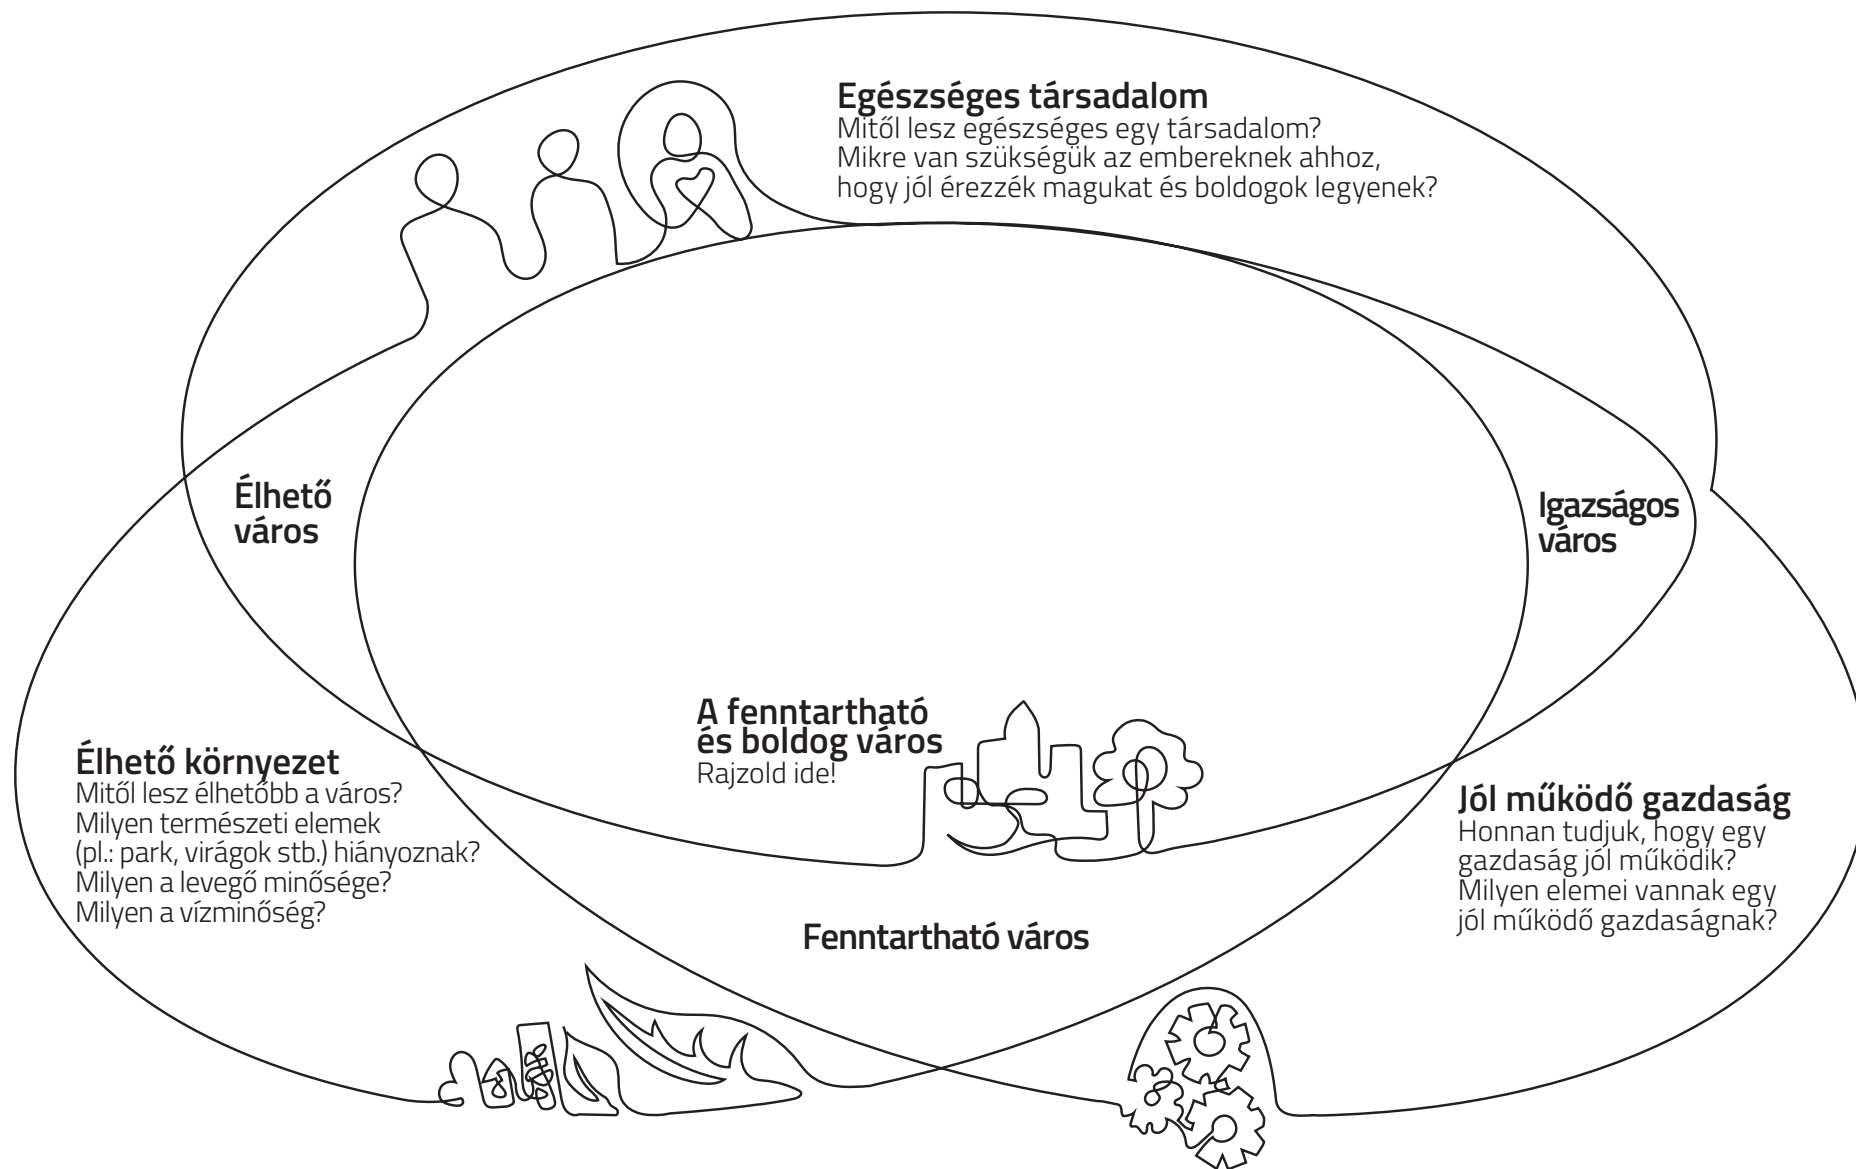 Egészséges társadalom
Mitől lesz egészséges egy társadalom?
Mikre van szükségük az embereknek ahhoz,
hogy jól érezzék magukat és boldogok legyenek?
Élhető
város
Igazságos
város
A fenntartható
és boldog város
Rajzold ide!
Élhető környezet
Mitől lesz élhetőbb a város?
Milyen természeti elemek
(pl.: park, virágok stb.) hiányoznak?
Milyen a levegő minősége?
Milyen a vízminőség?
Jól működő gazdaság
Honnan tudjuk, hogy egy
gazdaság jól működik?
Milyen elemei vannak egy
jól működő gazdaságnak?
Fenntartható város